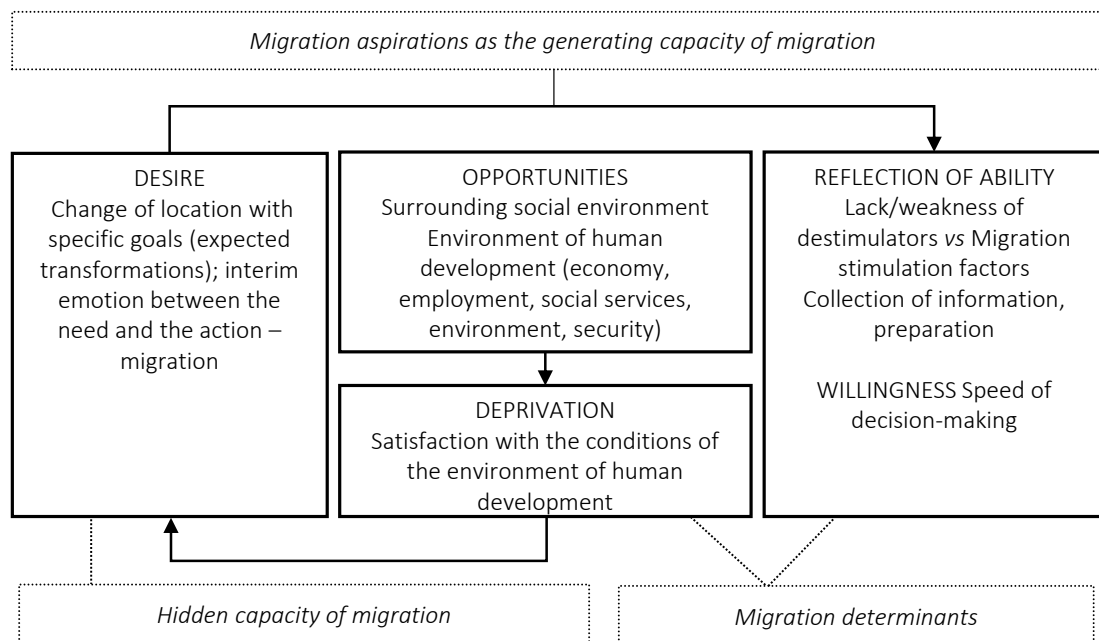 Migration aspirations as the generating capacity of migration
DESIRE
Change of location with
specific goals (expected
transformations); interim
emotion between the
need and the action –
migration
OPPORTUNITIES
Surrounding social environment
Environment of human
development (economy,
employment, social services,
environment, security)
DEPRIVATION
Satisfaction with the conditions of
the environment of human
development
REFLECTION OF ABILITY
Lack/weakness of
destimulators vs Migration
stimulation factors
Collection of information,
preparation
WILLINGNESS Speed of
decision-making
Hidden capacity of migration
Migration determinants